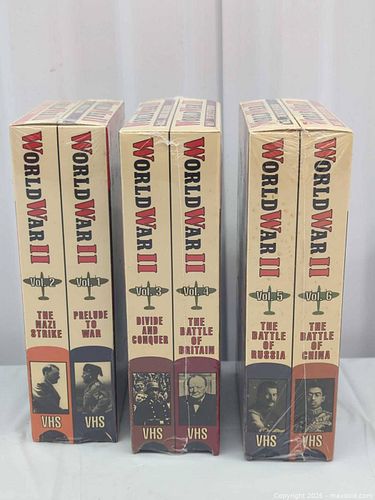 WORLD WAR II
Vol. 2
THE
NAZI
STRIKE
VHS
WORLD WAR II
Vol. 1
PRELUDE
TO
WAR
VHS
WORLD WAR II
Vol. 3
DIVIDE
AND
CONQUER
VHS
WORLD WAR II
Vol. 4
THE
BATTLE
OF
BRITAIN
VHS
WORLD WAR II
Vol. 5
THE
BATTLE
OF
RUSSIA
VHS
WORLD WAR II
Vol. 6
THE
BATTLE
OF
CHINA
VHS